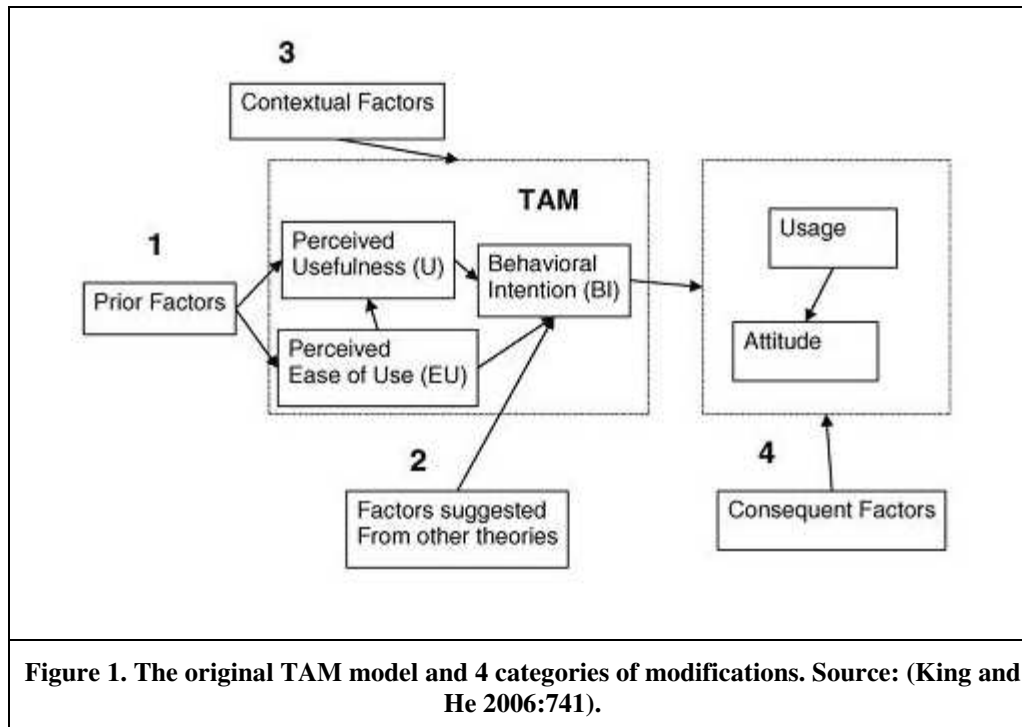 3
Contextual Factors
TAM
1
Perceived
Usefulness (U)
Behavioral
Intention (BI)
Usage
Prior Factors
Perceived
Ease of Use (EU)
Attitude
2
4
Factors suggested
From other theories
Consequent Factors
Figure 1. The original TAM model and 4 categories of modifications. Source: (King and
He 2006:741).